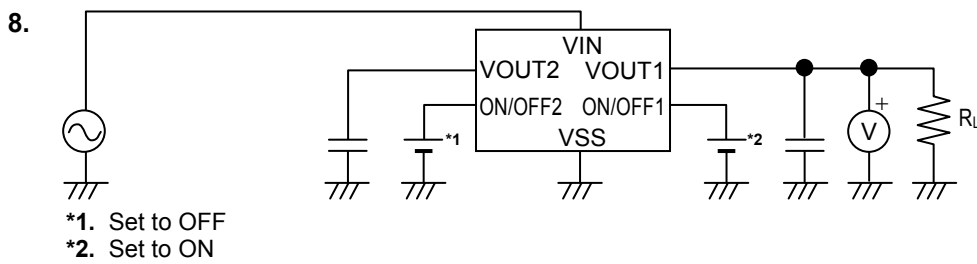 8.
VIN
VOUT2 VOUT1
ON/OFF2 ON/OFF1
*1 *2
VSS
+
V
RL
*1. Set to OFF
*2. Set to ON